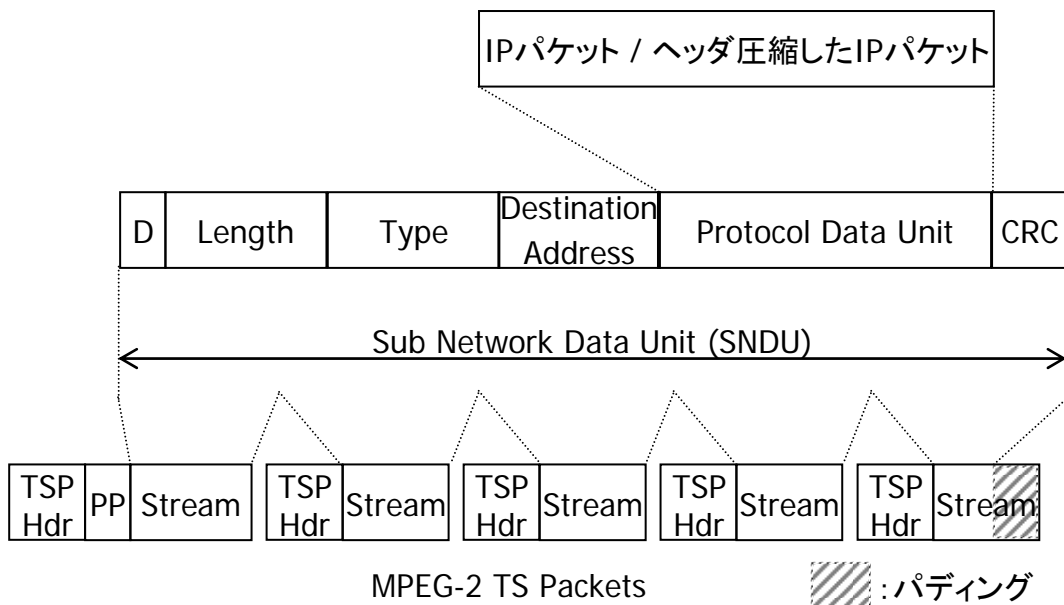 IPパケット / ヘッダ圧縮したIPパケット
D
Length
Type
Destination
Address
Protocol Data Unit
CRC
Sub Network Data Unit (SNDU)
TSP
Hdr
PP
Stream
TSP
Hdr
Stream
TSP
Hdr
Stream
TSP
Hdr
Stream
TSP
Hdr
Stream
MPEG-2 TS Packets
: パディング